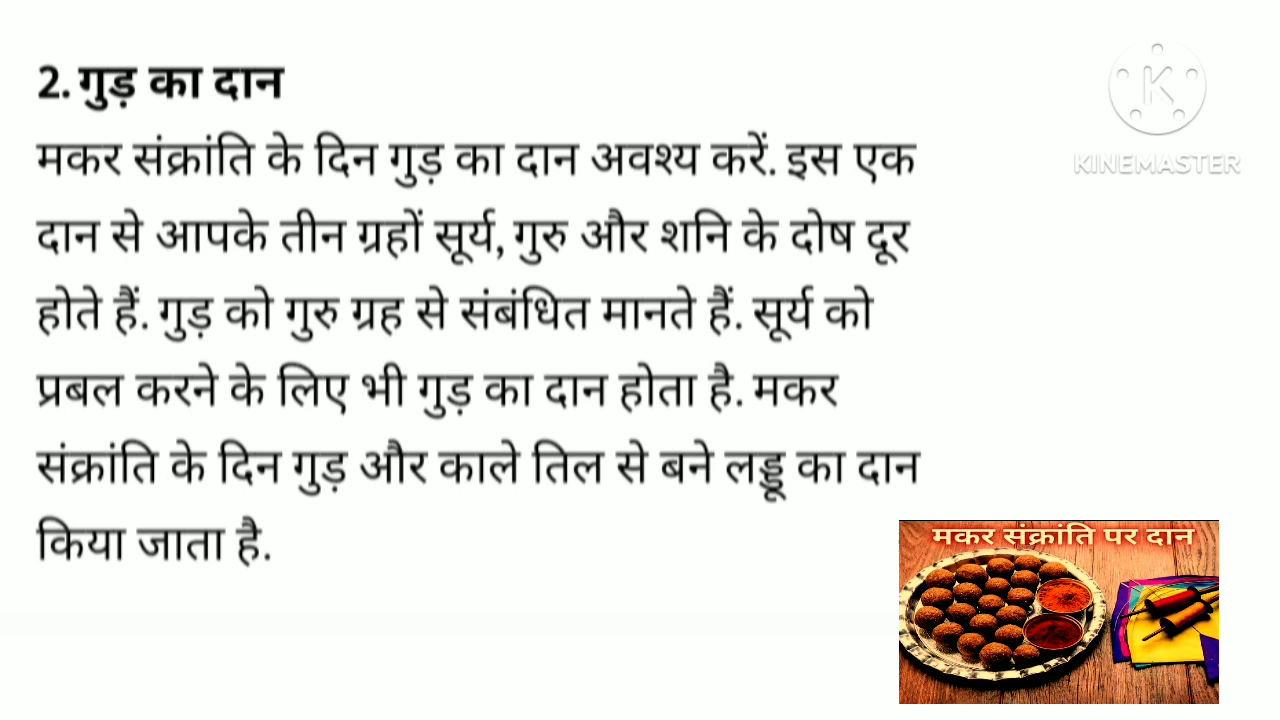 2. गुड़ का दान
मकर संक्रांति के दिन गुड़ का दान अवश्य करें. इस एक
दान से आपके तीन ग्रहों सूर्य, गुरु और शनि के दोष दूर
होते हैं. गुड़ को गुरु ग्रह से संबंधित मानते हैं. सूर्य को
प्रबल करने के लिए भी गुड़ का दान होता है. मकर
संक्रांति के दिन गुड़ और काले तिल से बने लड्डू का दान
किया जाता है.
K
KINEMASTER
मकर संक्रांति पर दान